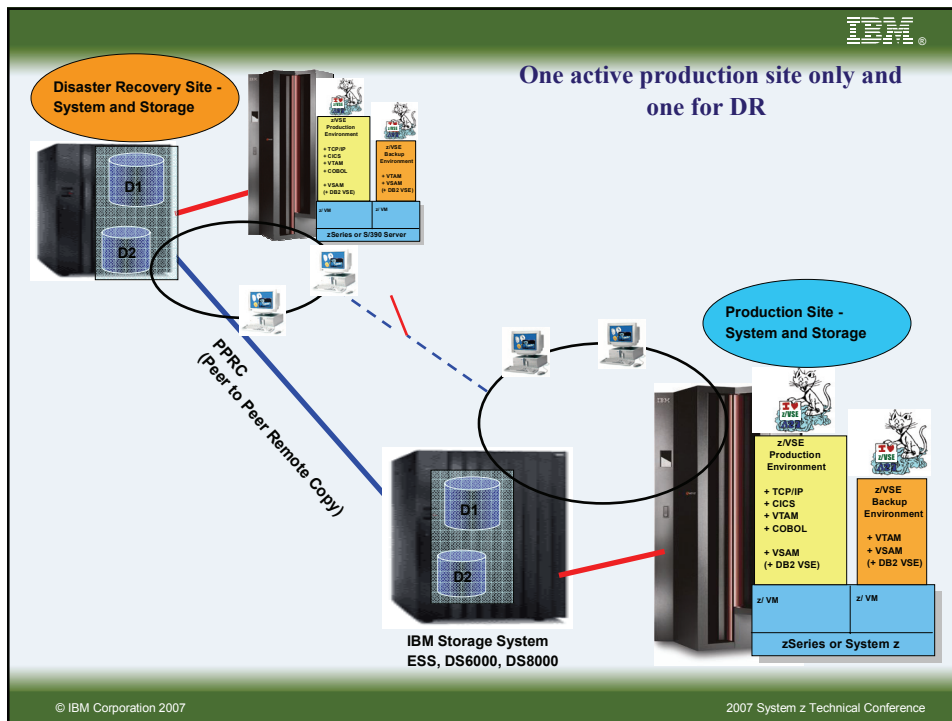 IBM ®
One active production site only and
one for DR
Disaster Recovery Site -
System and Storage
z/VSE
Production
Environment
+ TCP/IP
+ CICS
+ VTAM
+ COBOL
+ VSAM
(+ DB2 VSE)
z/VSE
Backup
Environment
+ VTAM
+ VSAM
(+ DB2 VSE)
z/ VM
z/ VM
zSeries or S/390 Server
D1
D2
PPRC
(Peer to Peer Remote Copy)
Production Site -
System and Storage
IBM
I
z/VSE
z/VSE
Production
Environment
+ TCP/IP
+ CICS
+ VTAM
+ COBOL
+ VSAM
(+ DB2 VSE)
I
z/VSE
z/VSE
Backup
Environment
+ VTAM
+ VSAM
(+ DB2 VSE)
z/ VM
z/ VM
zSeries or System z
D1
D2
IBM Storage System
ESS, DS6000, DS8000
© IBM Corporation 2007
2007 System z Technical Conference